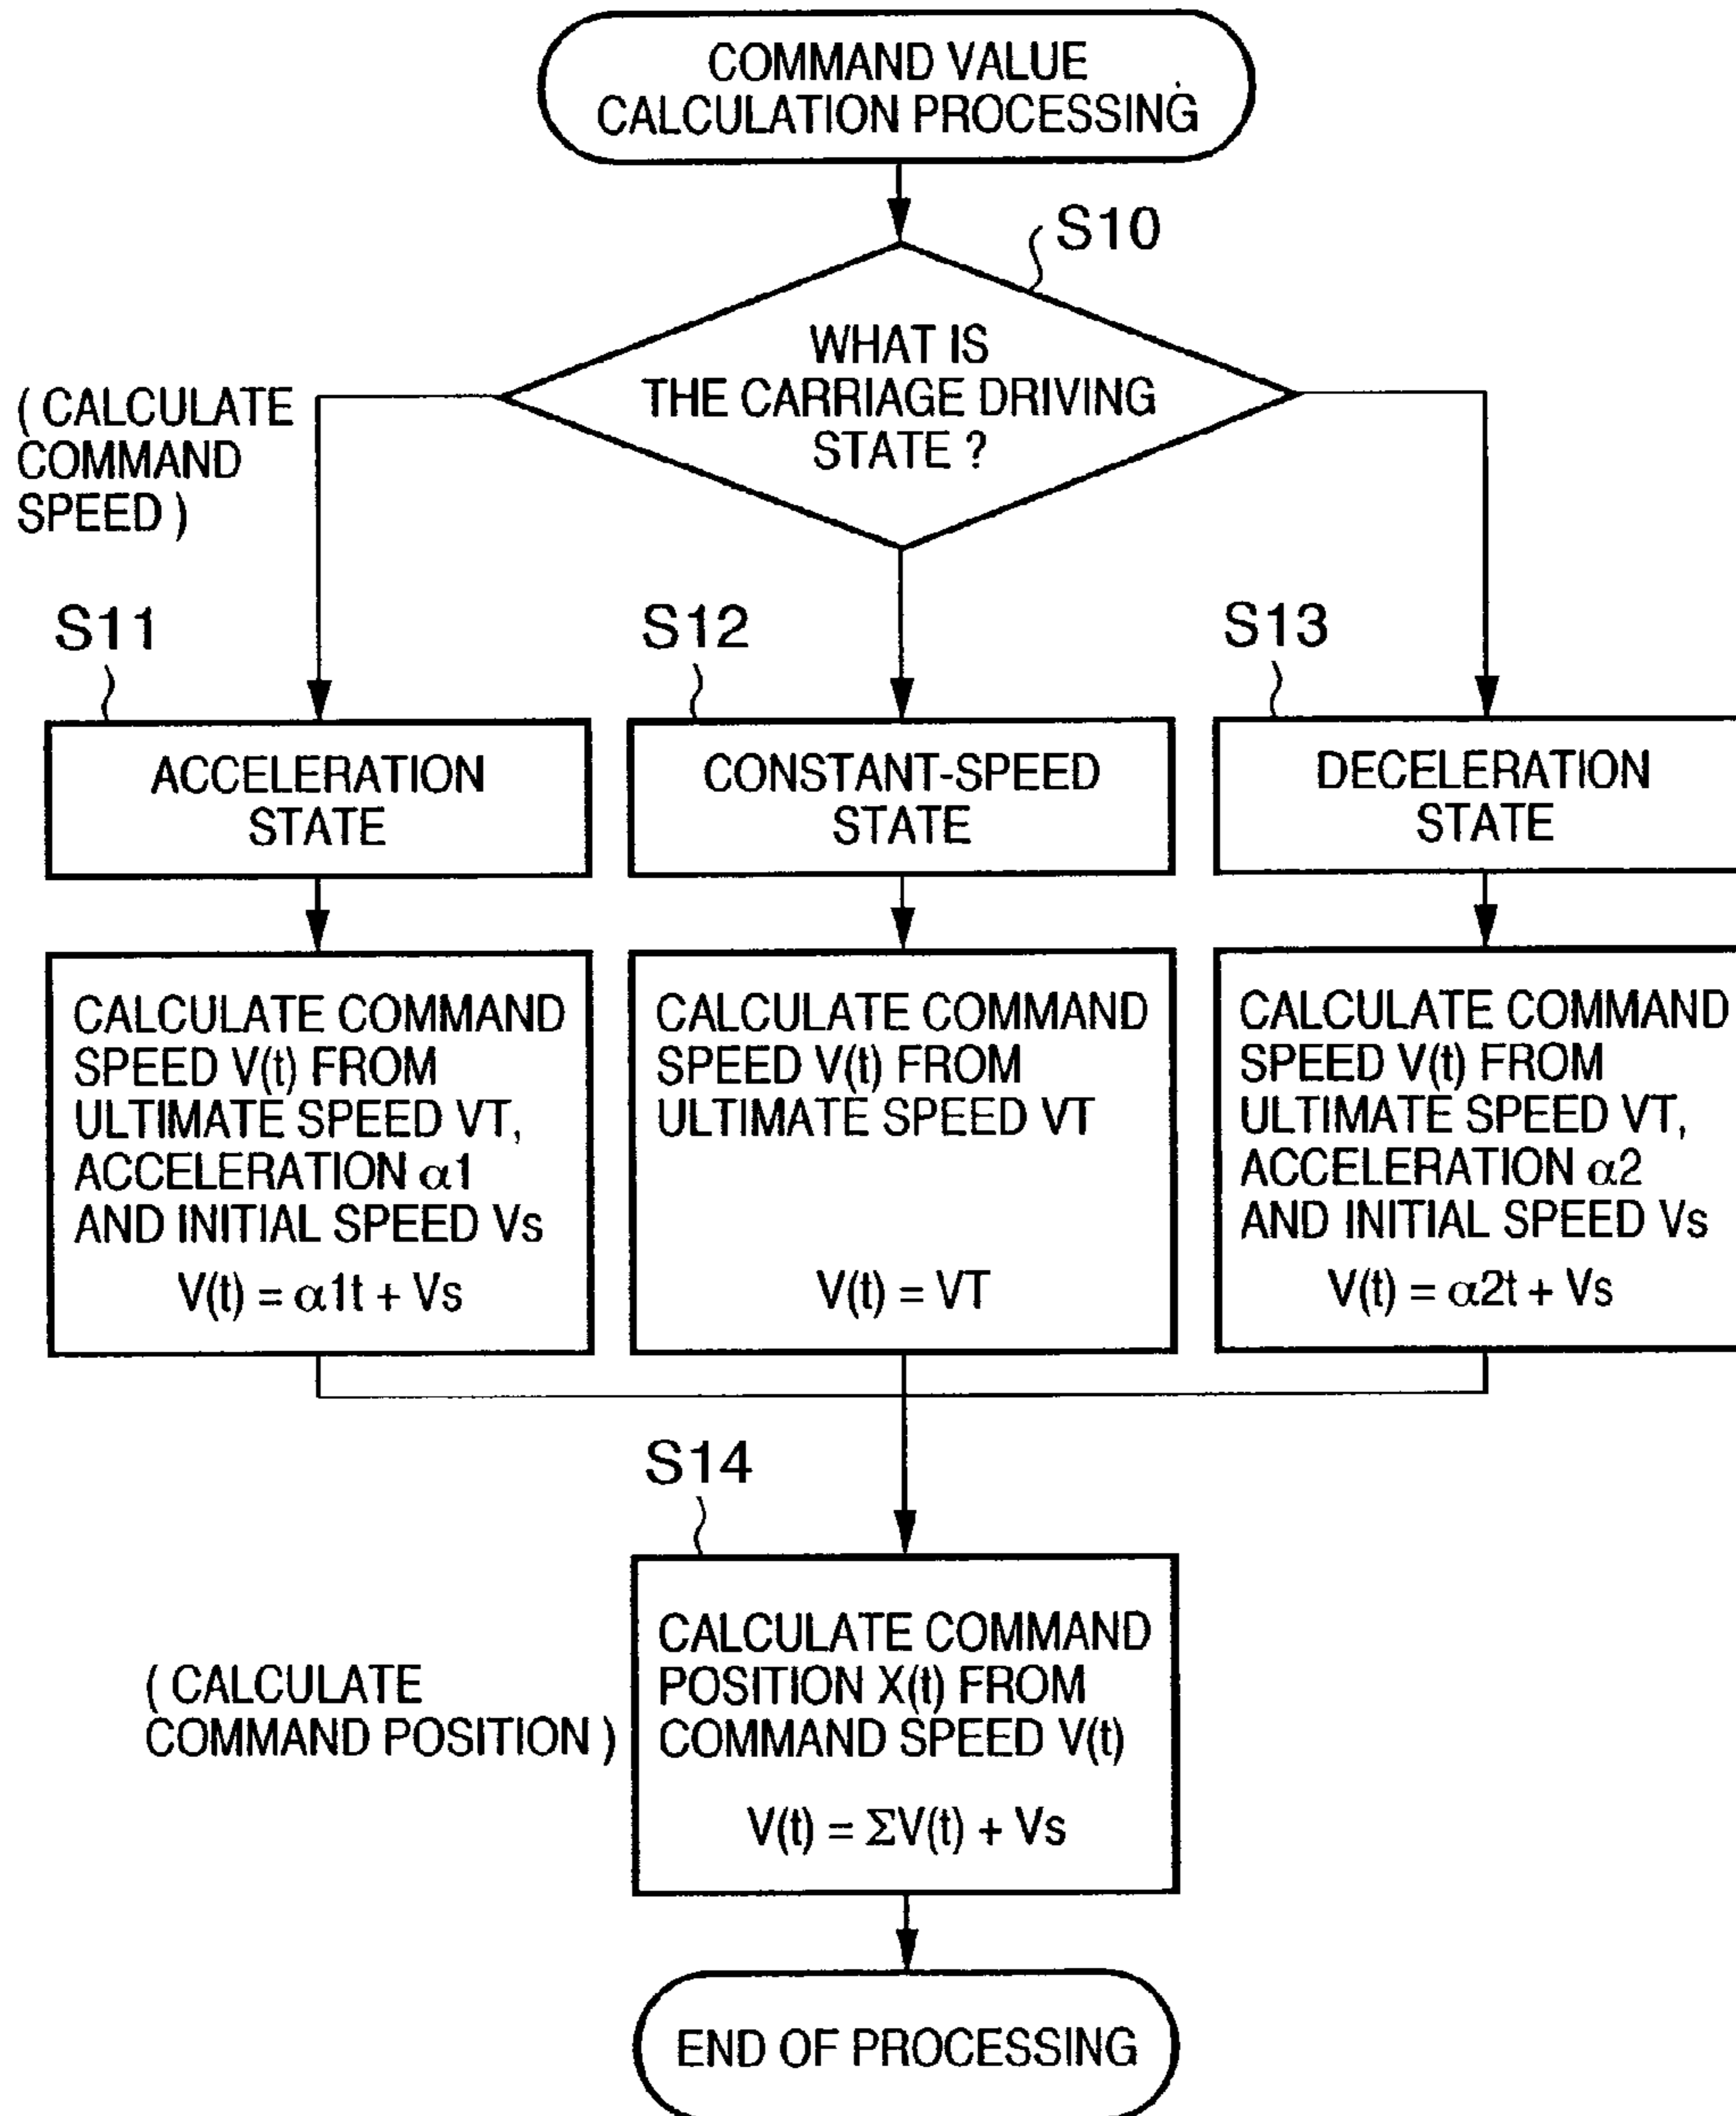 COMMAND VALUE
CALCULATION PROCESSING
S10
WHAT IS
THE CARRIAGE DRIVING
STATE ?
( CALCULATE
COMMAND
SPEED )
S11
ACCELERATION
STATE
S12
CONSTANT-SPEED
STATE
S13
DECELERATION
STATE
CALCULATE COMMAND
SPEED V(t) FROM
ULTIMATE SPEED VT,
ACCELERATION α1
AND INITIAL SPEED Vs
V(t) = α1t + Vs
CALCULATE COMMAND
SPEED V(t) FROM
ULTIMATE SPEED VT
V(t) = VT
CALCULATE COMMAND
SPEED V(t) FROM
ULTIMATE SPEED VT,
ACCELERATION α2
AND INITIAL SPEED Vs
V(t) = α2t + Vs
S14
( CALCULATE
COMMAND POSITION )
CALCULATE COMMAND
POSITION X(t) FROM
COMMAND SPEED V(t)
V(t) = ΣV(t) + Vs
END OF PROCESSING